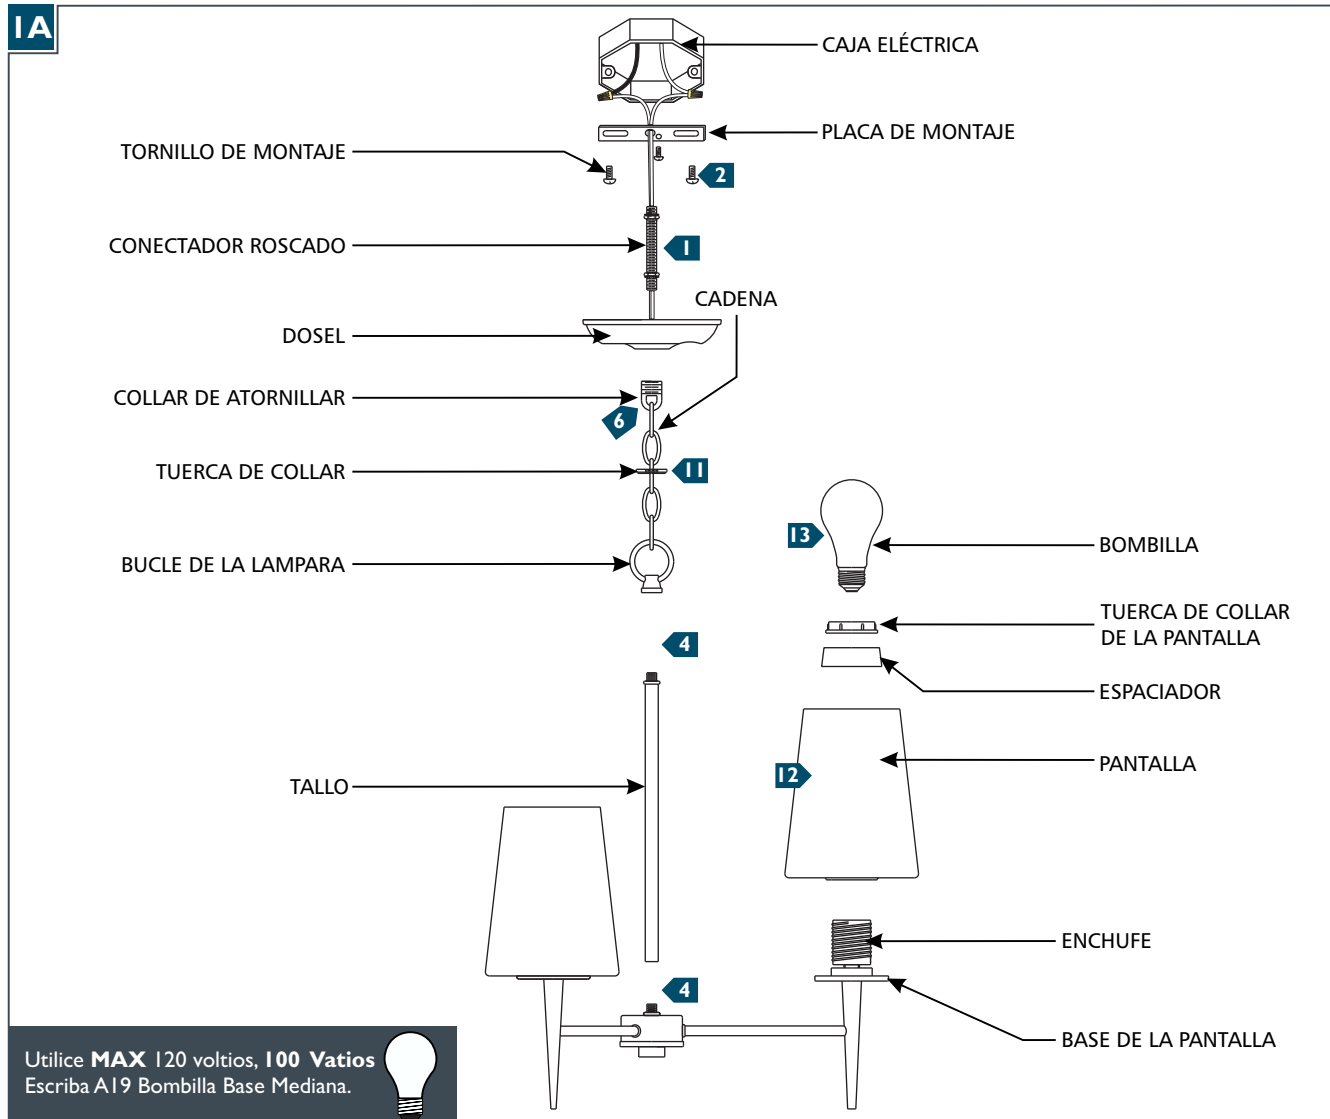 1A
CAJA ELÉCTRICA
PLACA DE MONTAJE
TORNILLO DE MONTAJE
2
CONECTADOR ROSCADO
1
CADENA
DOSEL
COLLAR DE ATORNILLAR
6
TUERCA DE COLLAR
11
13
BOMBILLA
BUCLE DE LA LAMPARA
TUERCA DE COLLAR
DE LA PANTALLA
4
ESPACIADOR
PANTALLA
12
TALLO
ENCHUFE
4
BASE DE LA PANTALLA
Utilice MAX 120 voltios, 100 Vatios
Escriba A19 Bombilla Base Mediana.